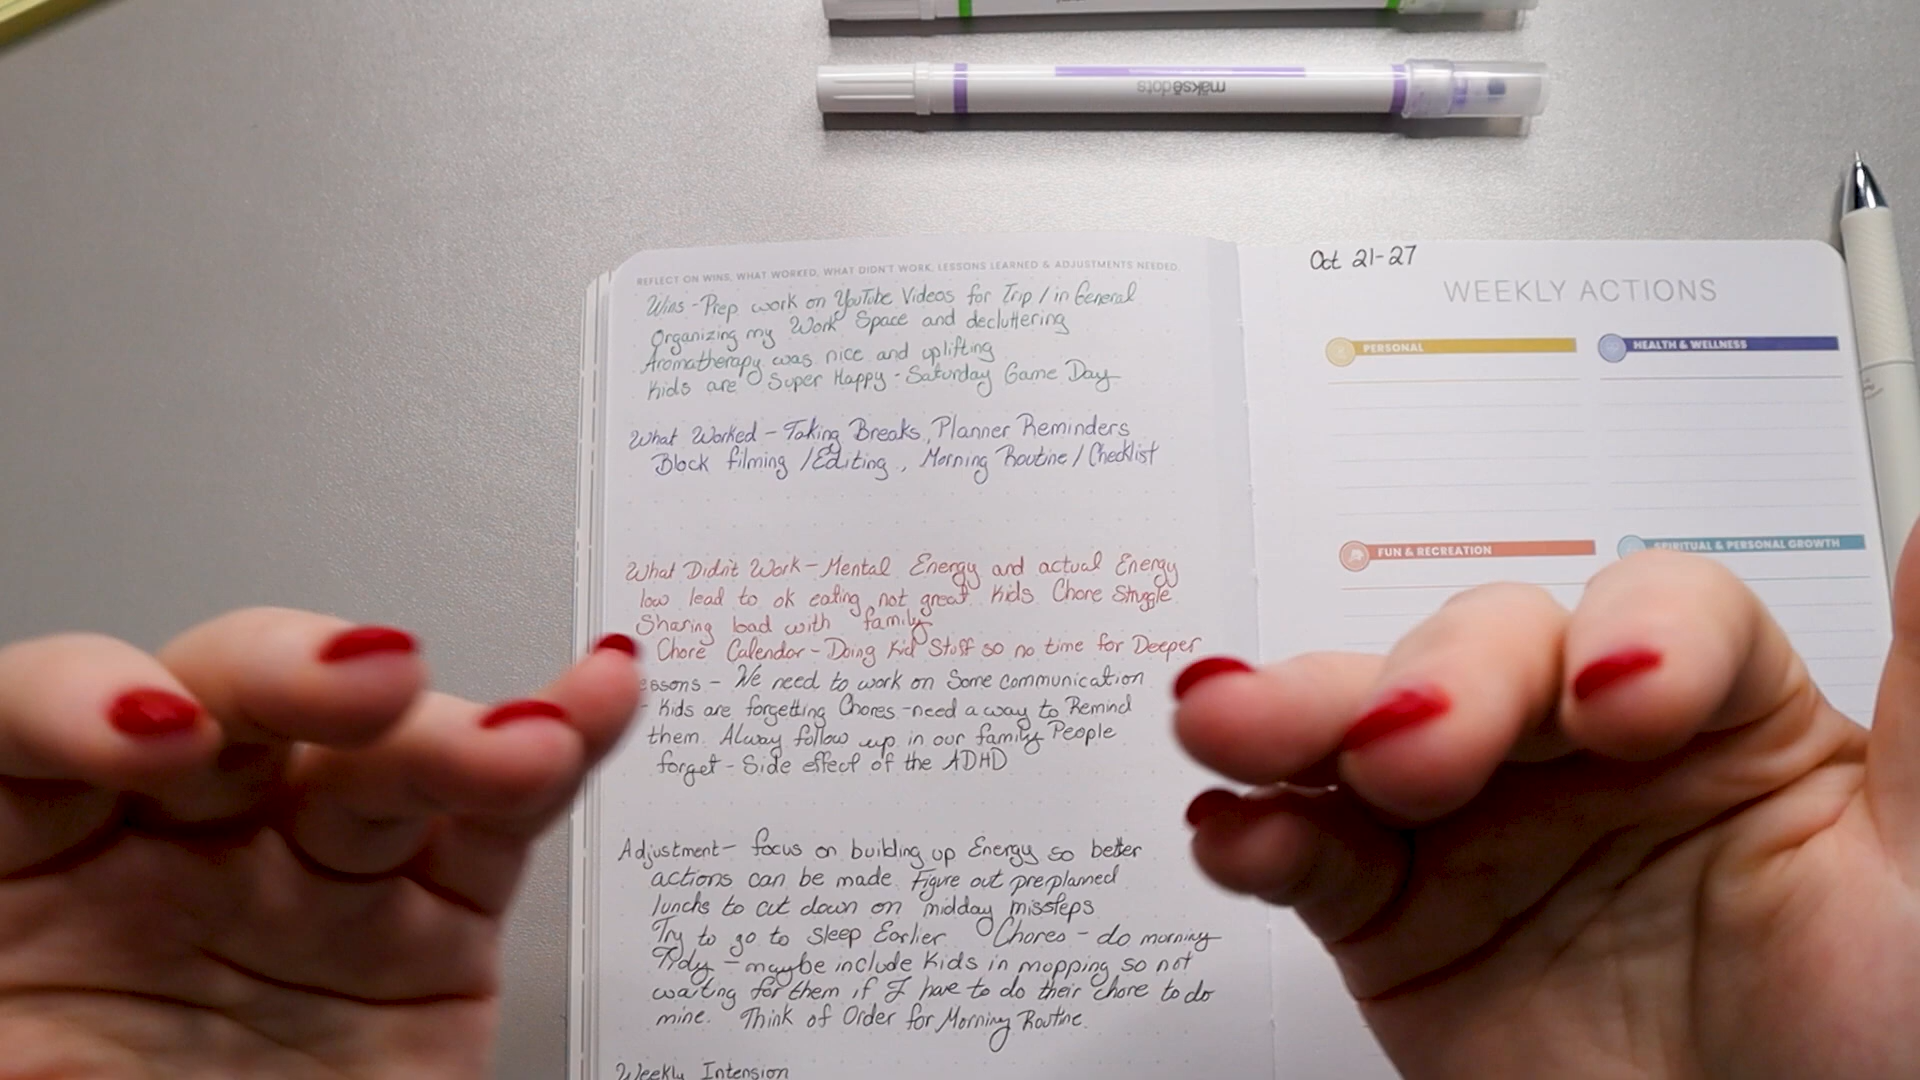 mäksēdots
REFLECT ON WINS, WHAT WORKED, WHAT DIDN'T WORK, LESSONS LEARNED & ADJUSTMENTS NEEDED.
Wins - Prep work on YouTube Videos for Trip / in General
Organizing my Work Space and decluttering
Aromatherapy was nice and uplifting
Kids are Super Happy - Saturday Game Day
What Worked - Taking Breaks, Planner Reminders
Block filming / Editing, Morning Routine / Checklist
What Didn't Work - Mental Energy and actual Energy
low lead to ok eating not great. Kids Chore Stuggle
Sharing load with family
Chore Calendar - Doing Kid Stuff so no time for Deeper
essons - We need to work on Some communication
- Kids are forgetting Chores - need a way to Remind
them. Alway follow up in our family People
forget - Side effect of the ADHD
Adjustment - focus on building up Energy so better
actions can be made. Figure out preplanned
lunchs to cut down on midday missteps
Try to go to sleep Earlier. Chores - do morning
Tidy - maybe include Kids in mopping so not
waiting for them if I have to do their chore to do
mine. Think of Order for Morning Routine.
Weekly Intension
Oct 21-27
WEEKLY ACTIONS
PERSONAL
HEALTH & WELLNESS
FUN & RECREATION
SPIRITUAL & PERSONAL GROWTH